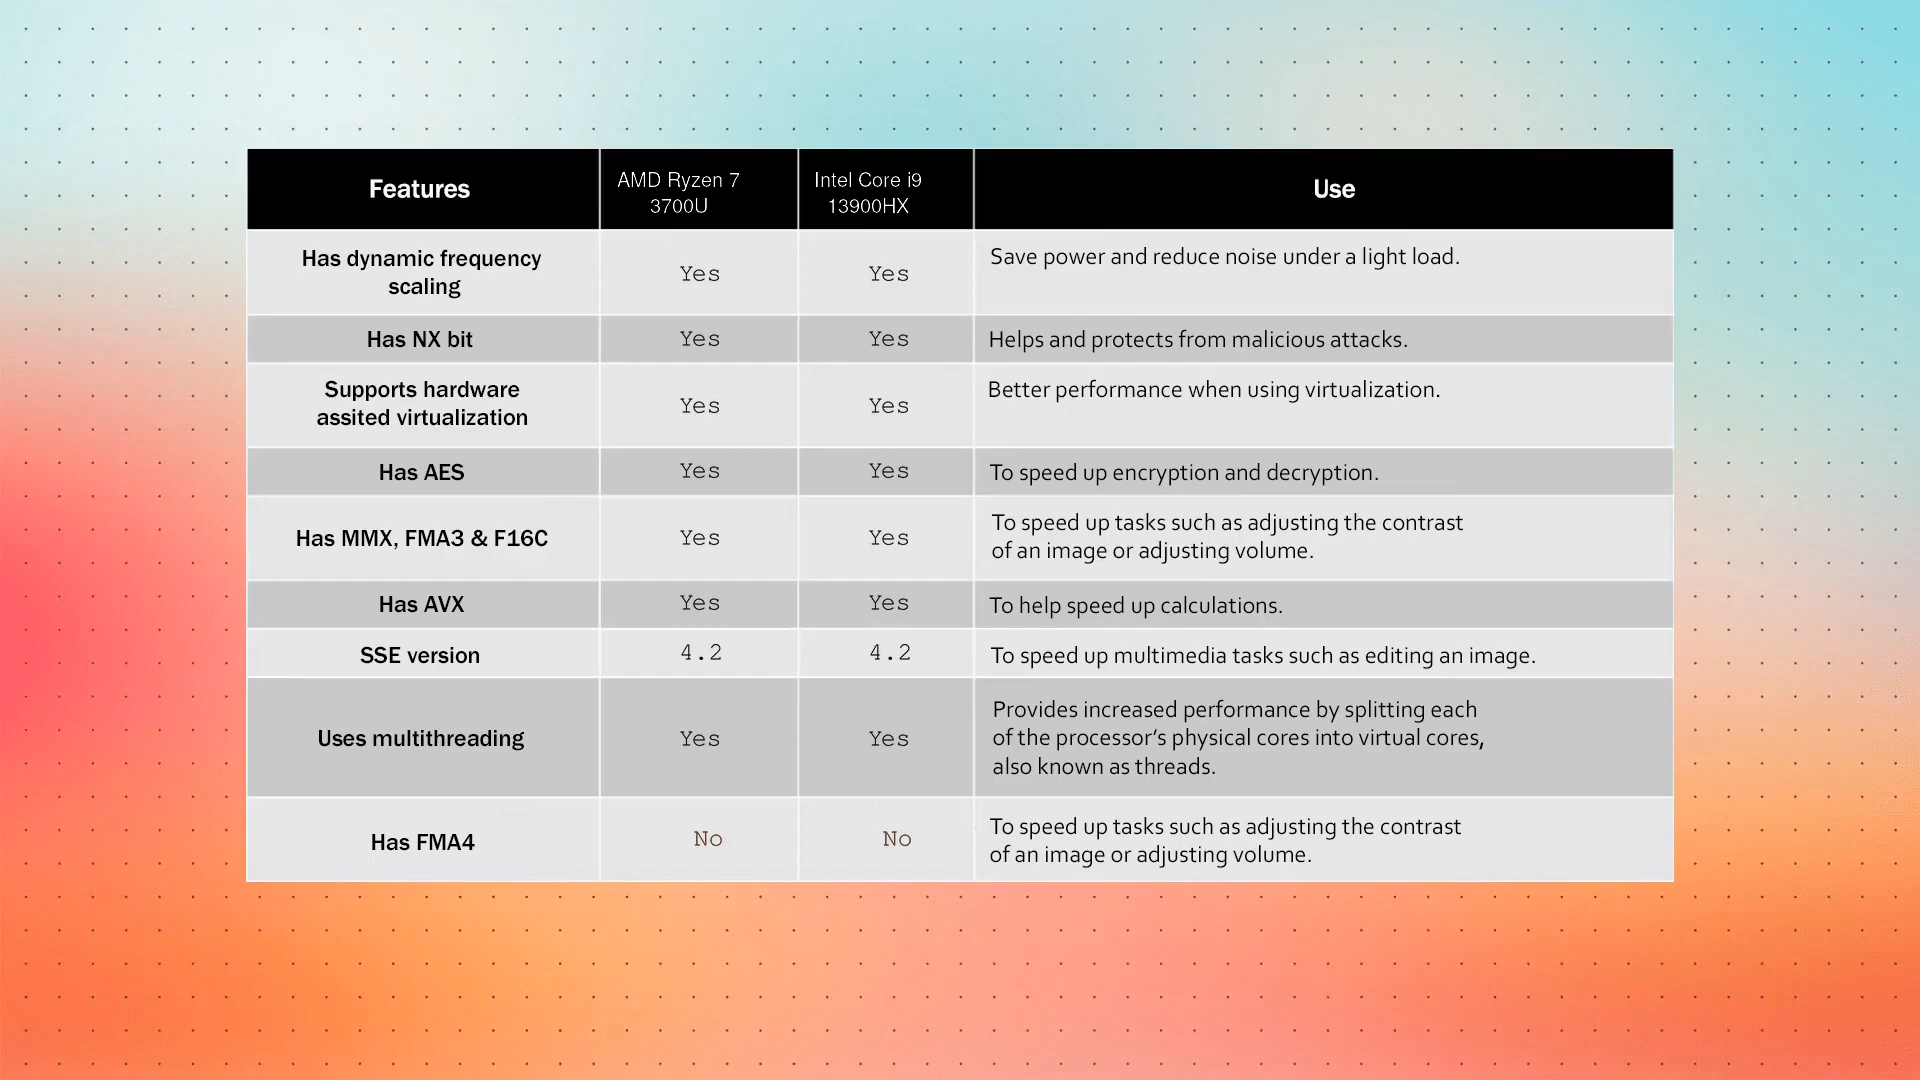 Features
AMD Ryzen 7
3700U
Intel Core i9
13900HX
Use
Has dynamic frequency
scaling
Yes
Yes
Save power and reduce noise under a light load.
Has NX bit
Yes
Yes
Helps and protects from malicious attacks.
Supports hardware
assited virtualization
Yes
Yes
Better performance when using virtualization.
Has AES
Yes
Yes
To speed up encryption and decryption.
Has MMX, FMA3 & F16C
Yes
Yes
To speed up tasks such as adjusting the contrast
of an image or adjusting volume.
Has AVX
Yes
Yes
To help speed up calculations.
SSE version
4.2
4.2
To speed up multimedia tasks such as editing an image.
Uses multithreading
Yes
Yes
Provides increased performance by splitting each
of the processor's physical cores into virtual cores,
also known as threads.
Has FMA4
No
No
To speed up tasks such as adjusting the contrast
of an image or adjusting volume.